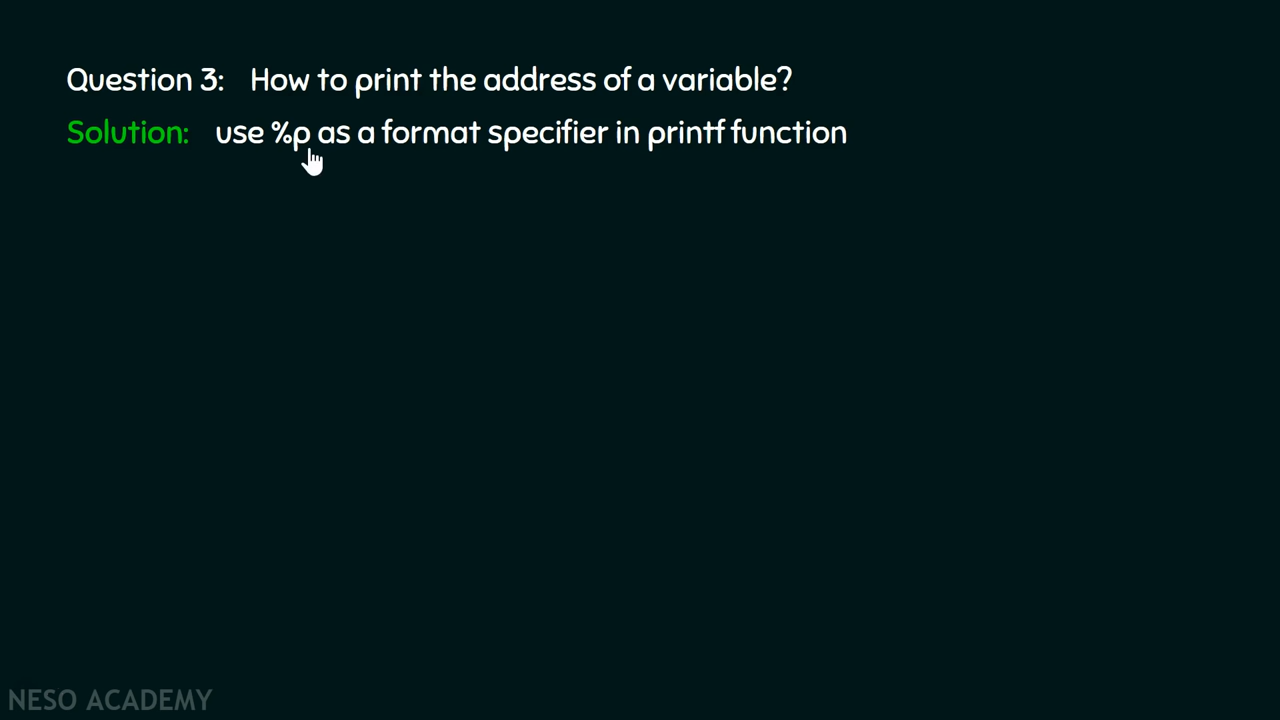 Question 3: How to print the address of a variable?
Solution: use %p as a format specifier in printf function
NESO ACADEMY